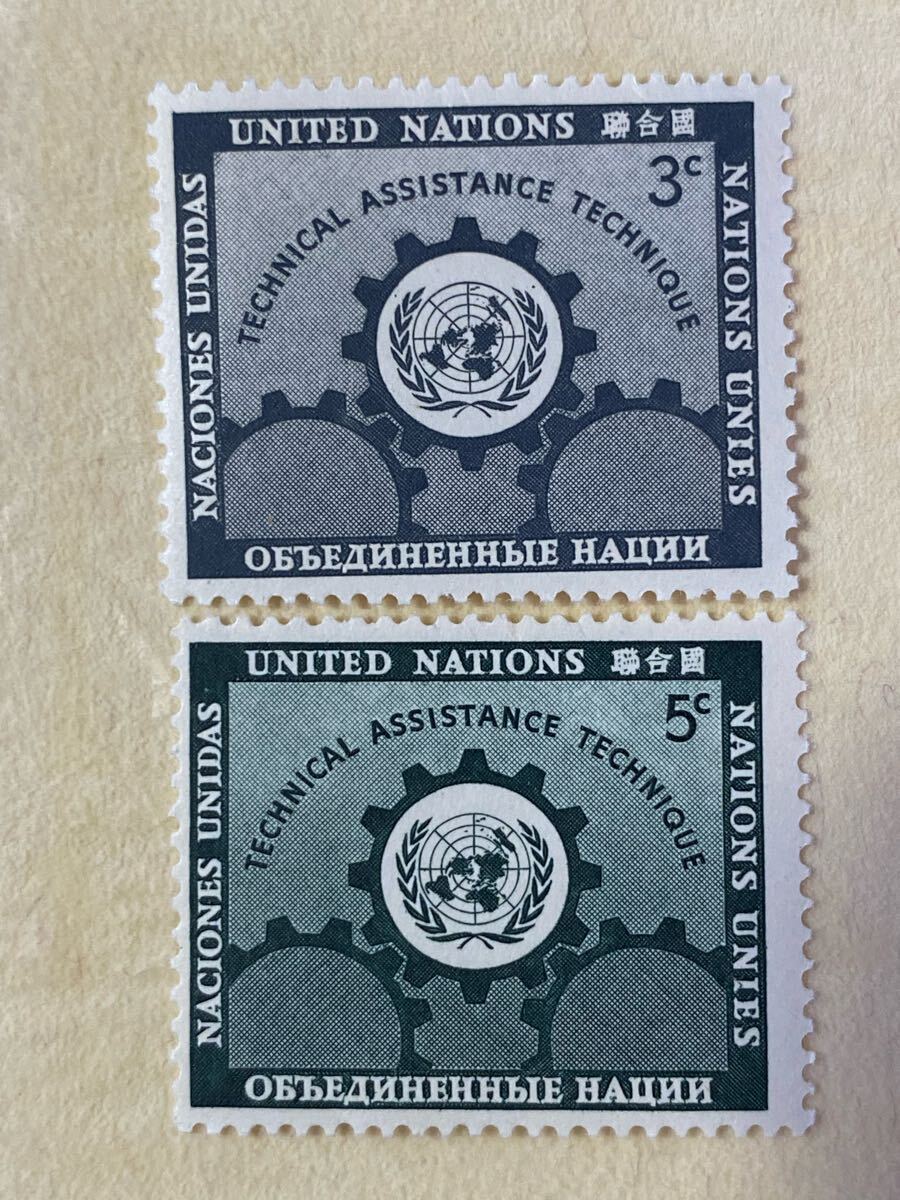 UNITED NATIONS 聯合國
3c
TECHNICAL ASSISTANCE TECHNIQUE
NACIONES UNIDAS
NATIONS UNIES
ОБЪЕДИНЕННЫЕ НАЦИИ
UNITED NATIONS 聯合國
5c
TECHNICAL ASSISTANCE TECHNIQUE
NACIONES UNIDAS
NATIONS UNIES
ОБЪЕДИНЕННЫЕ НАЦИИ